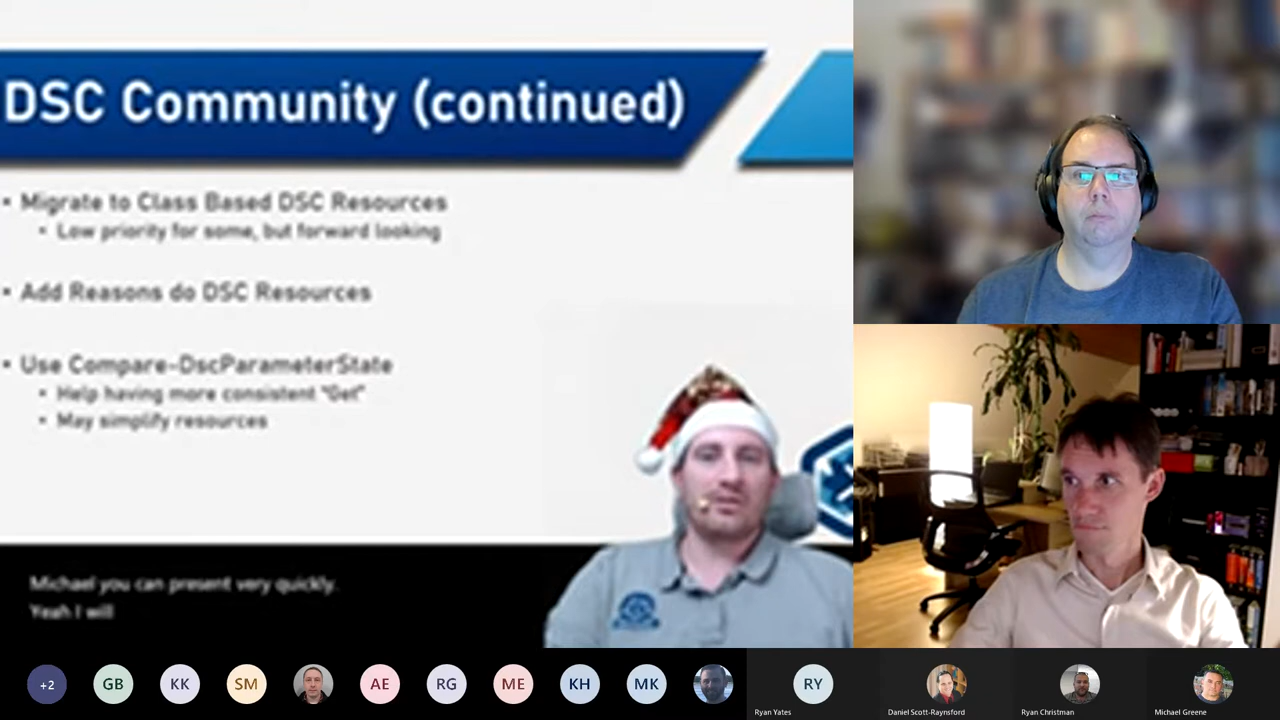 DSC Community (continued)
• Migrate to Class Based DSC Resources
• Low priority for some, but forward looking
• Add Reasons do DSC Resources
• Use Compare-DscParameterState
• Help having more consistent "Get"
• May simplify resources
Michael you can present very quickly.
Yeah I will
+2
GB
KK
SM
AE
RG
ME
KH
MK
RY
Ryan Yates
Daniel Scott-Raynsford
Ryan Christman
Michael Greene